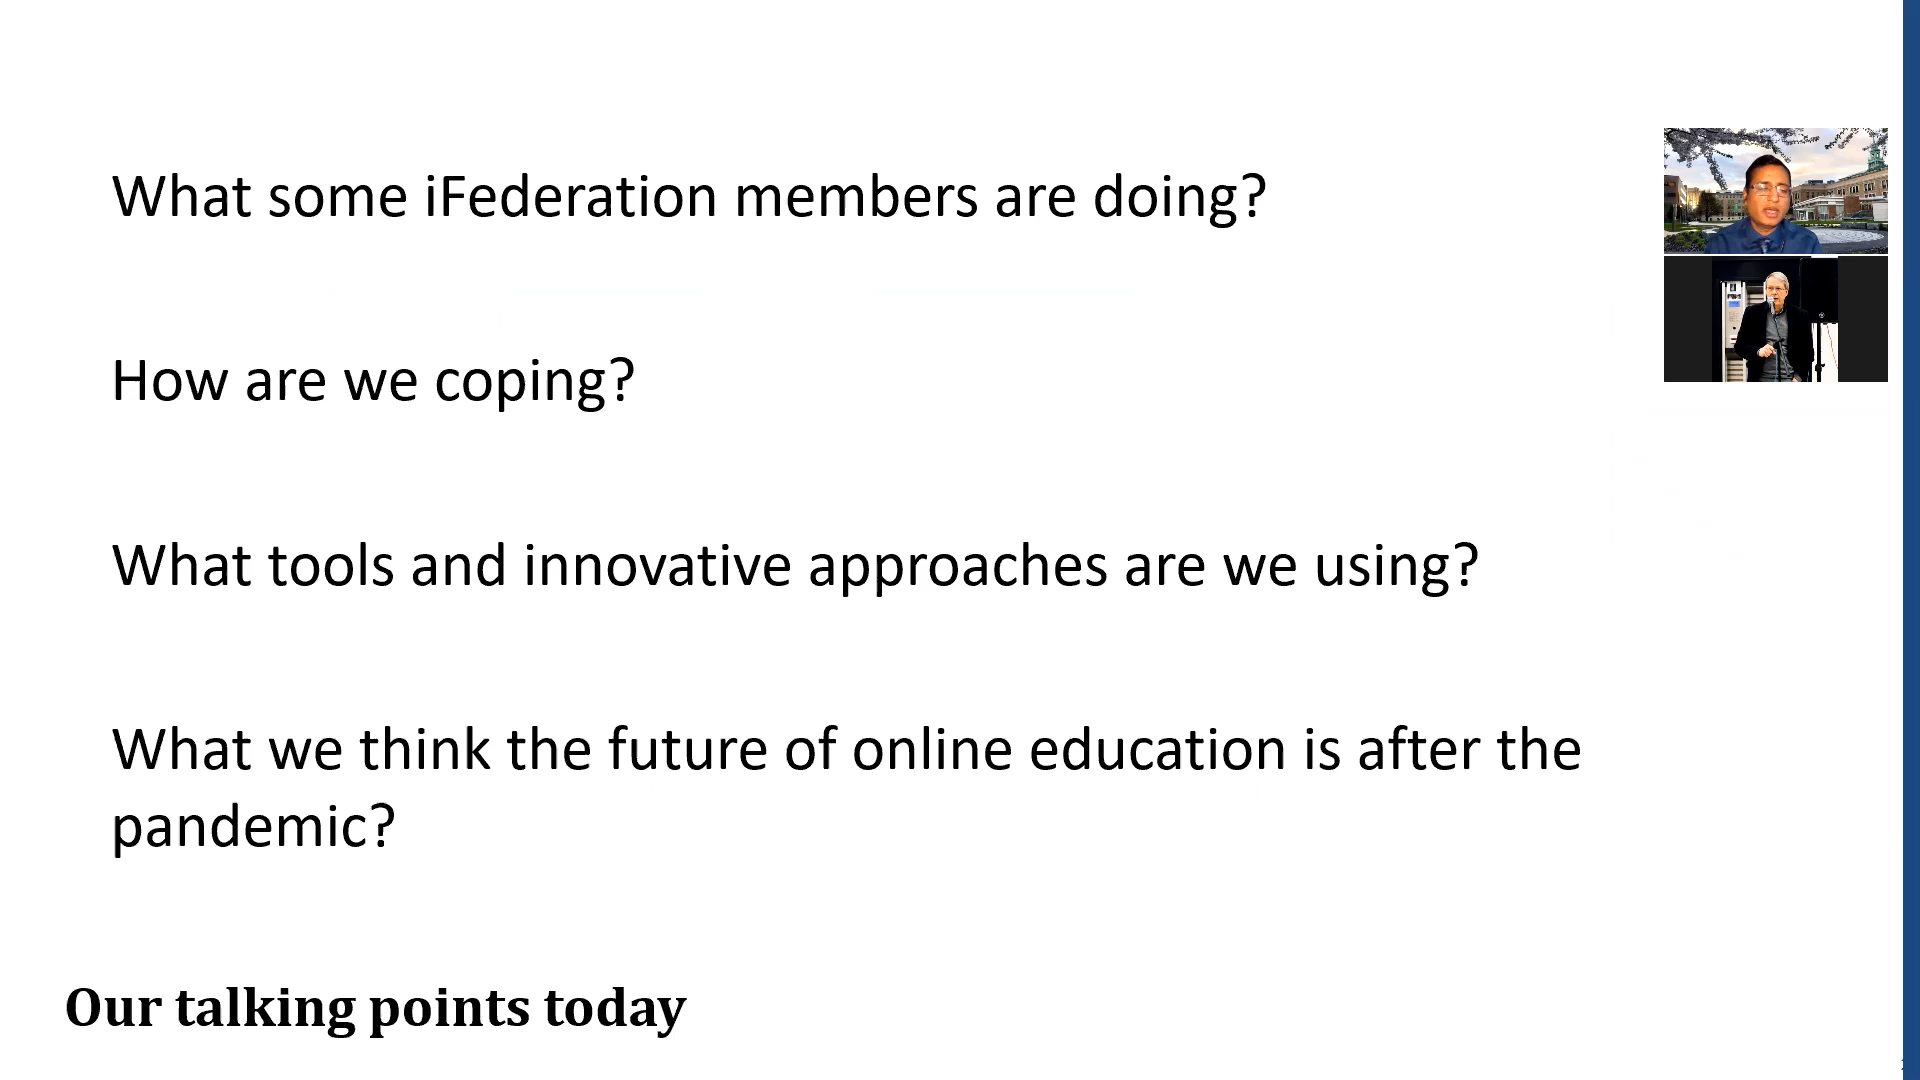 What some iFederation members are doing?
How are we coping?
What tools and innovative approaches are we using?
What we think the future of online education is after the
pandemic?
Our talking points today